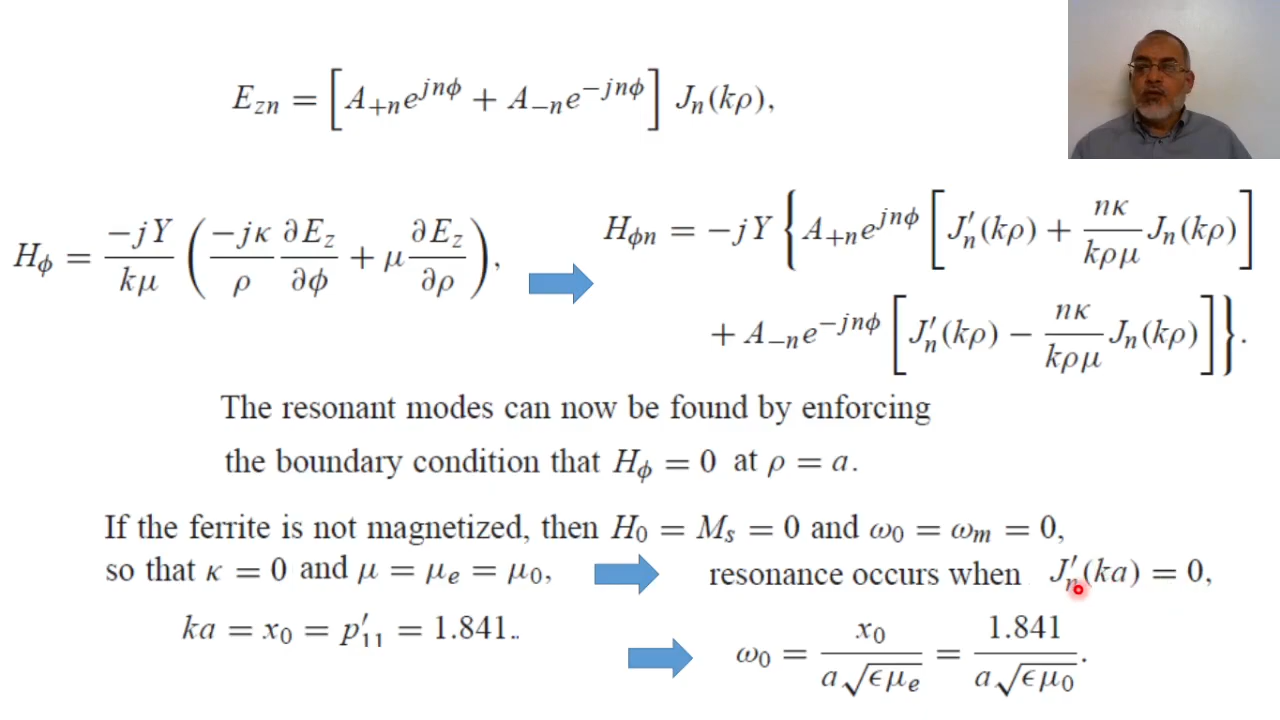 E_{zn} = [A_{+n}e^{jnϕ} + A_{−n}e^{−jnϕ}] J_n(kρ),
H_ϕ = \frac{−jY}{kμ} (\frac{−jκ}{ρ} \frac{∂E_z}{∂ϕ} + μ \frac{∂E_z}{∂ρ}),
H_{ϕn} = −jY {A_{+n}e^{jnϕ} [J′_n(kρ) + \frac{nκ}{kρμ} J_n(kρ)]
+ A_{−n}e^{−jnϕ} [J′_n(kρ) − \frac{nκ}{kρμ} J_n(kρ)]}.
The resonant modes can now be found by enforcing
the boundary condition that H_ϕ = 0 at ρ = a.
If the ferrite is not magnetized, then H_0 = M_s = 0 and ω_0 = ω_m = 0,
so that κ = 0 and μ = μ_e = μ_0,
resonance occurs when J′_n(ka) = 0,
ka = x_0 = p′_{11} = 1.841..
ω_0 = \frac{x_0}{a\sqrt{ϵμ_e}} = \frac{1.841}{a\sqrt{ϵμ_0}}.